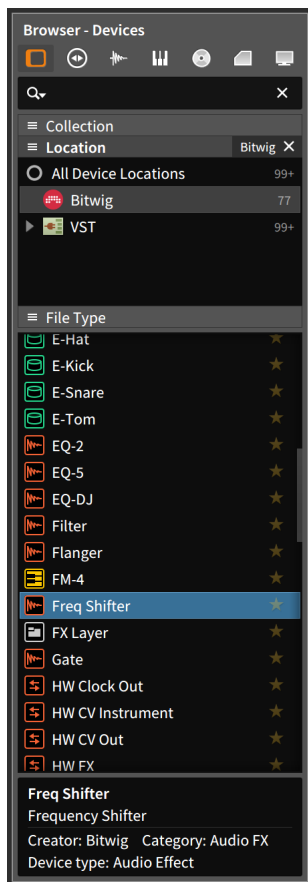 Browser - Devices
Collection
Location Bitwig
All Device Locations 99+
Bitwig 77
VST 99+
File Type
E-Hat
E-Kick
E-Snare
E-Tom
EQ-2
EQ-5
EQ-DJ
Filter
Flanger
FM-4
Freq Shifter
FX Layer
Gate
HW Clock Out
HW CV Instrument
HW CV Out
HW FX
Freq Shifter
Frequency Shifter
Creator: Bitwig Category: Audio FX
Device type: Audio Effect